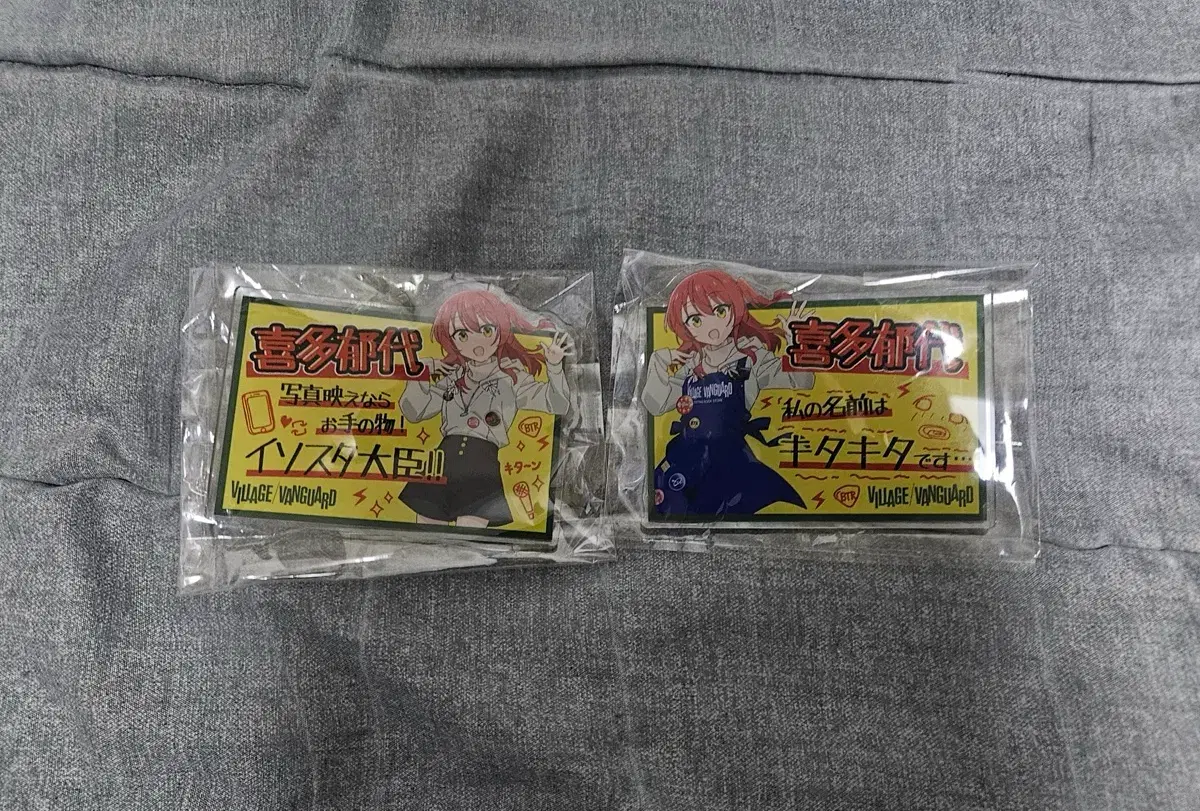 喜多郁代
写真映えなら
お手の物!
イソスタ大臣!!
BTR
キターン
VILLAGE/VANGUARD
喜多郁代
VILLAGE VANGUARD
私の名前は
キタキタです…
BTR
VILLAGE/VANGUARD